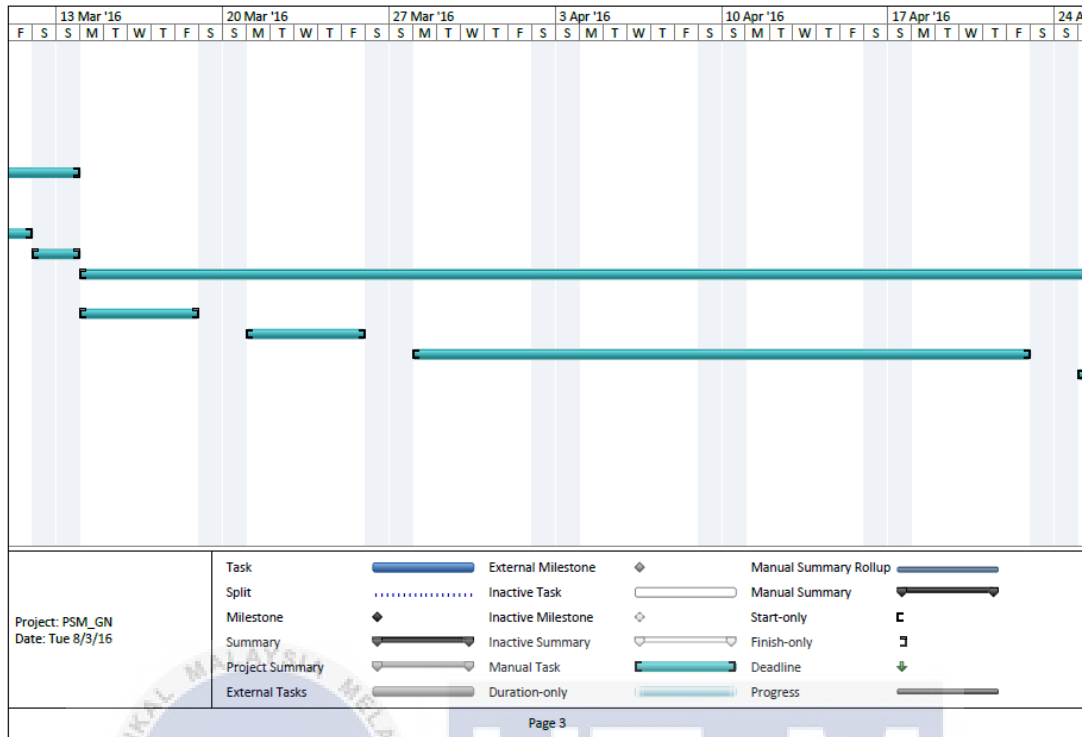 13 Mar '16 20 Mar '16 27 Mar '16 3 Apr '16 10 Apr '16 17 Apr '16 24 A
F S S M T W T F S S M T W T F S S M T W T F S S M T W T F S S M T W T F S S M T W T F S S
Task External Milestone Manual Summary Rollup
Split Inactive Task Manual Summary
Project: PSM_GN
Milestone Inactive Milestone Start-only
Date: Tue 8/3/16
Summary Inactive Summary Finish-only
Project Summary Manual Task Deadline
External Tasks Duration-only Progress
Page 3
MALAYSIA